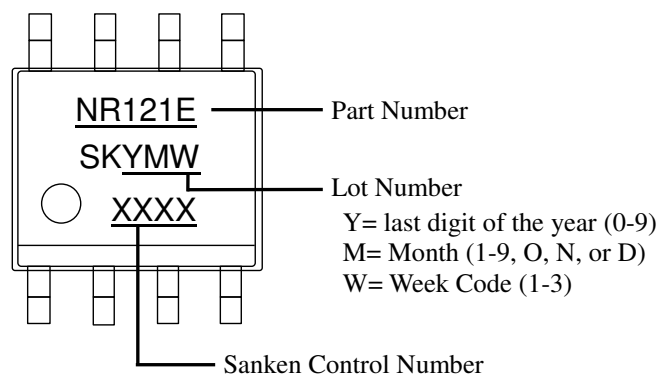 NR121E
Part Number
SKYMW
Lot Number
XXXX
Y= last digit of the year (0-9)
M= Month (1-9, O, N, or D)
W= Week Code (1-3)
Sanken Control Number